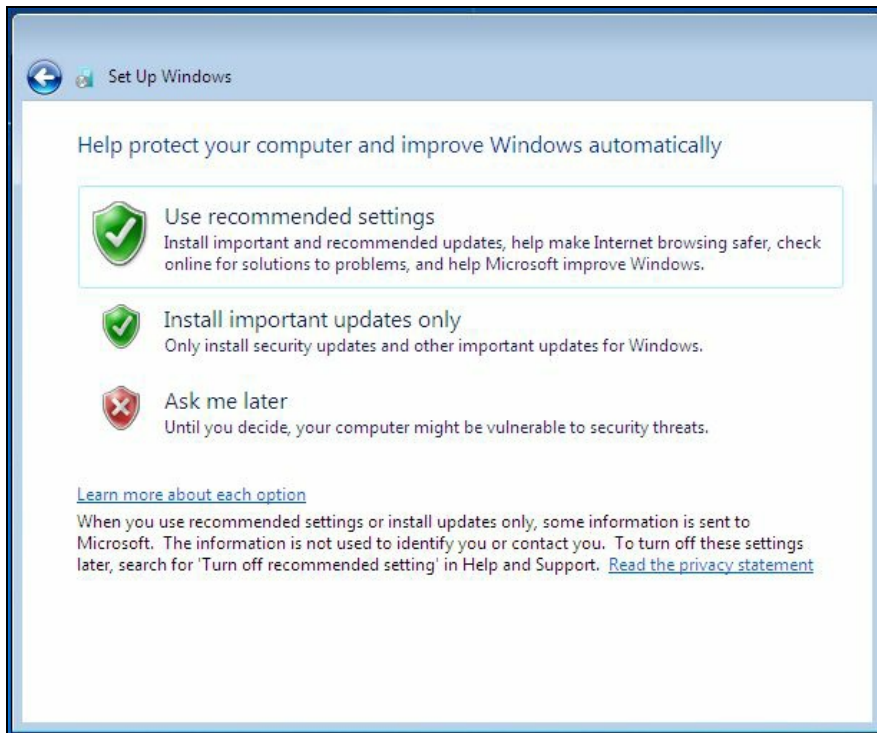 Set Up Windows
Help protect your computer and improve Windows automatically
Use recommended settings
Install important and recommended updates, help make Internet browsing safer, check
online for solutions to problems, and help Microsoft improve Windows.
Install important updates only
Only install security updates and other important updates for Windows.
Ask me later
Until you decide, your computer might be vulnerable to security threats.
Learn more about each option
When you use recommended settings or install updates only, some information is sent to
Microsoft. The information is not used to identify you or contact you. To turn off these settings
later, search for 'Turn off recommended setting' in Help and Support. Read the privacy statement